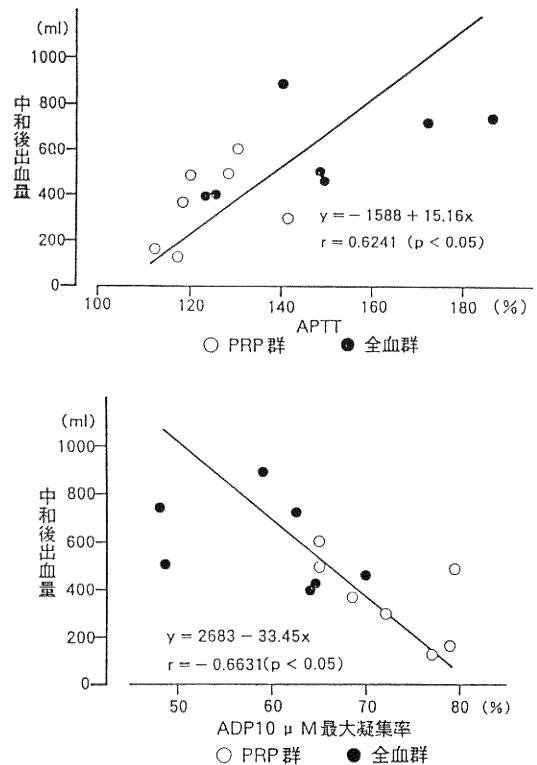 (ml)
1000
800
600
400
200
0
中和後出血量
y = − 1588 + 15.16x
r = 0.6241 (p < 0.05)
100 120 140 160 180 (%)
APTT
○ PRP群 ● 全血群
(ml)
1000
800
600
400
200
0
中和後出血量
y = 2683 − 33.45x
r = − 0.6631(p < 0.05)
50 60 70 80 (%)
ADP10 μM最大凝集率
○ PRP群 ● 全血群